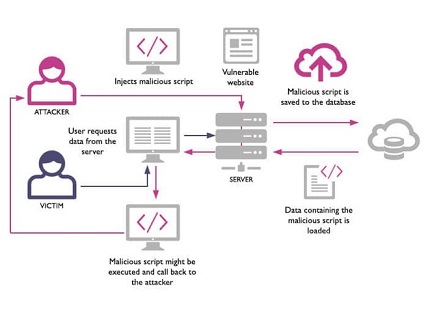 Injects malicious script
Vulnerable
website
Malicious script is
saved to the database
ATTACKER
User requests
data from the
server
SERVER
VICTIM
Data containing the
malicious script is
loaded
Malicious script might be
executed and call back to
the attacker